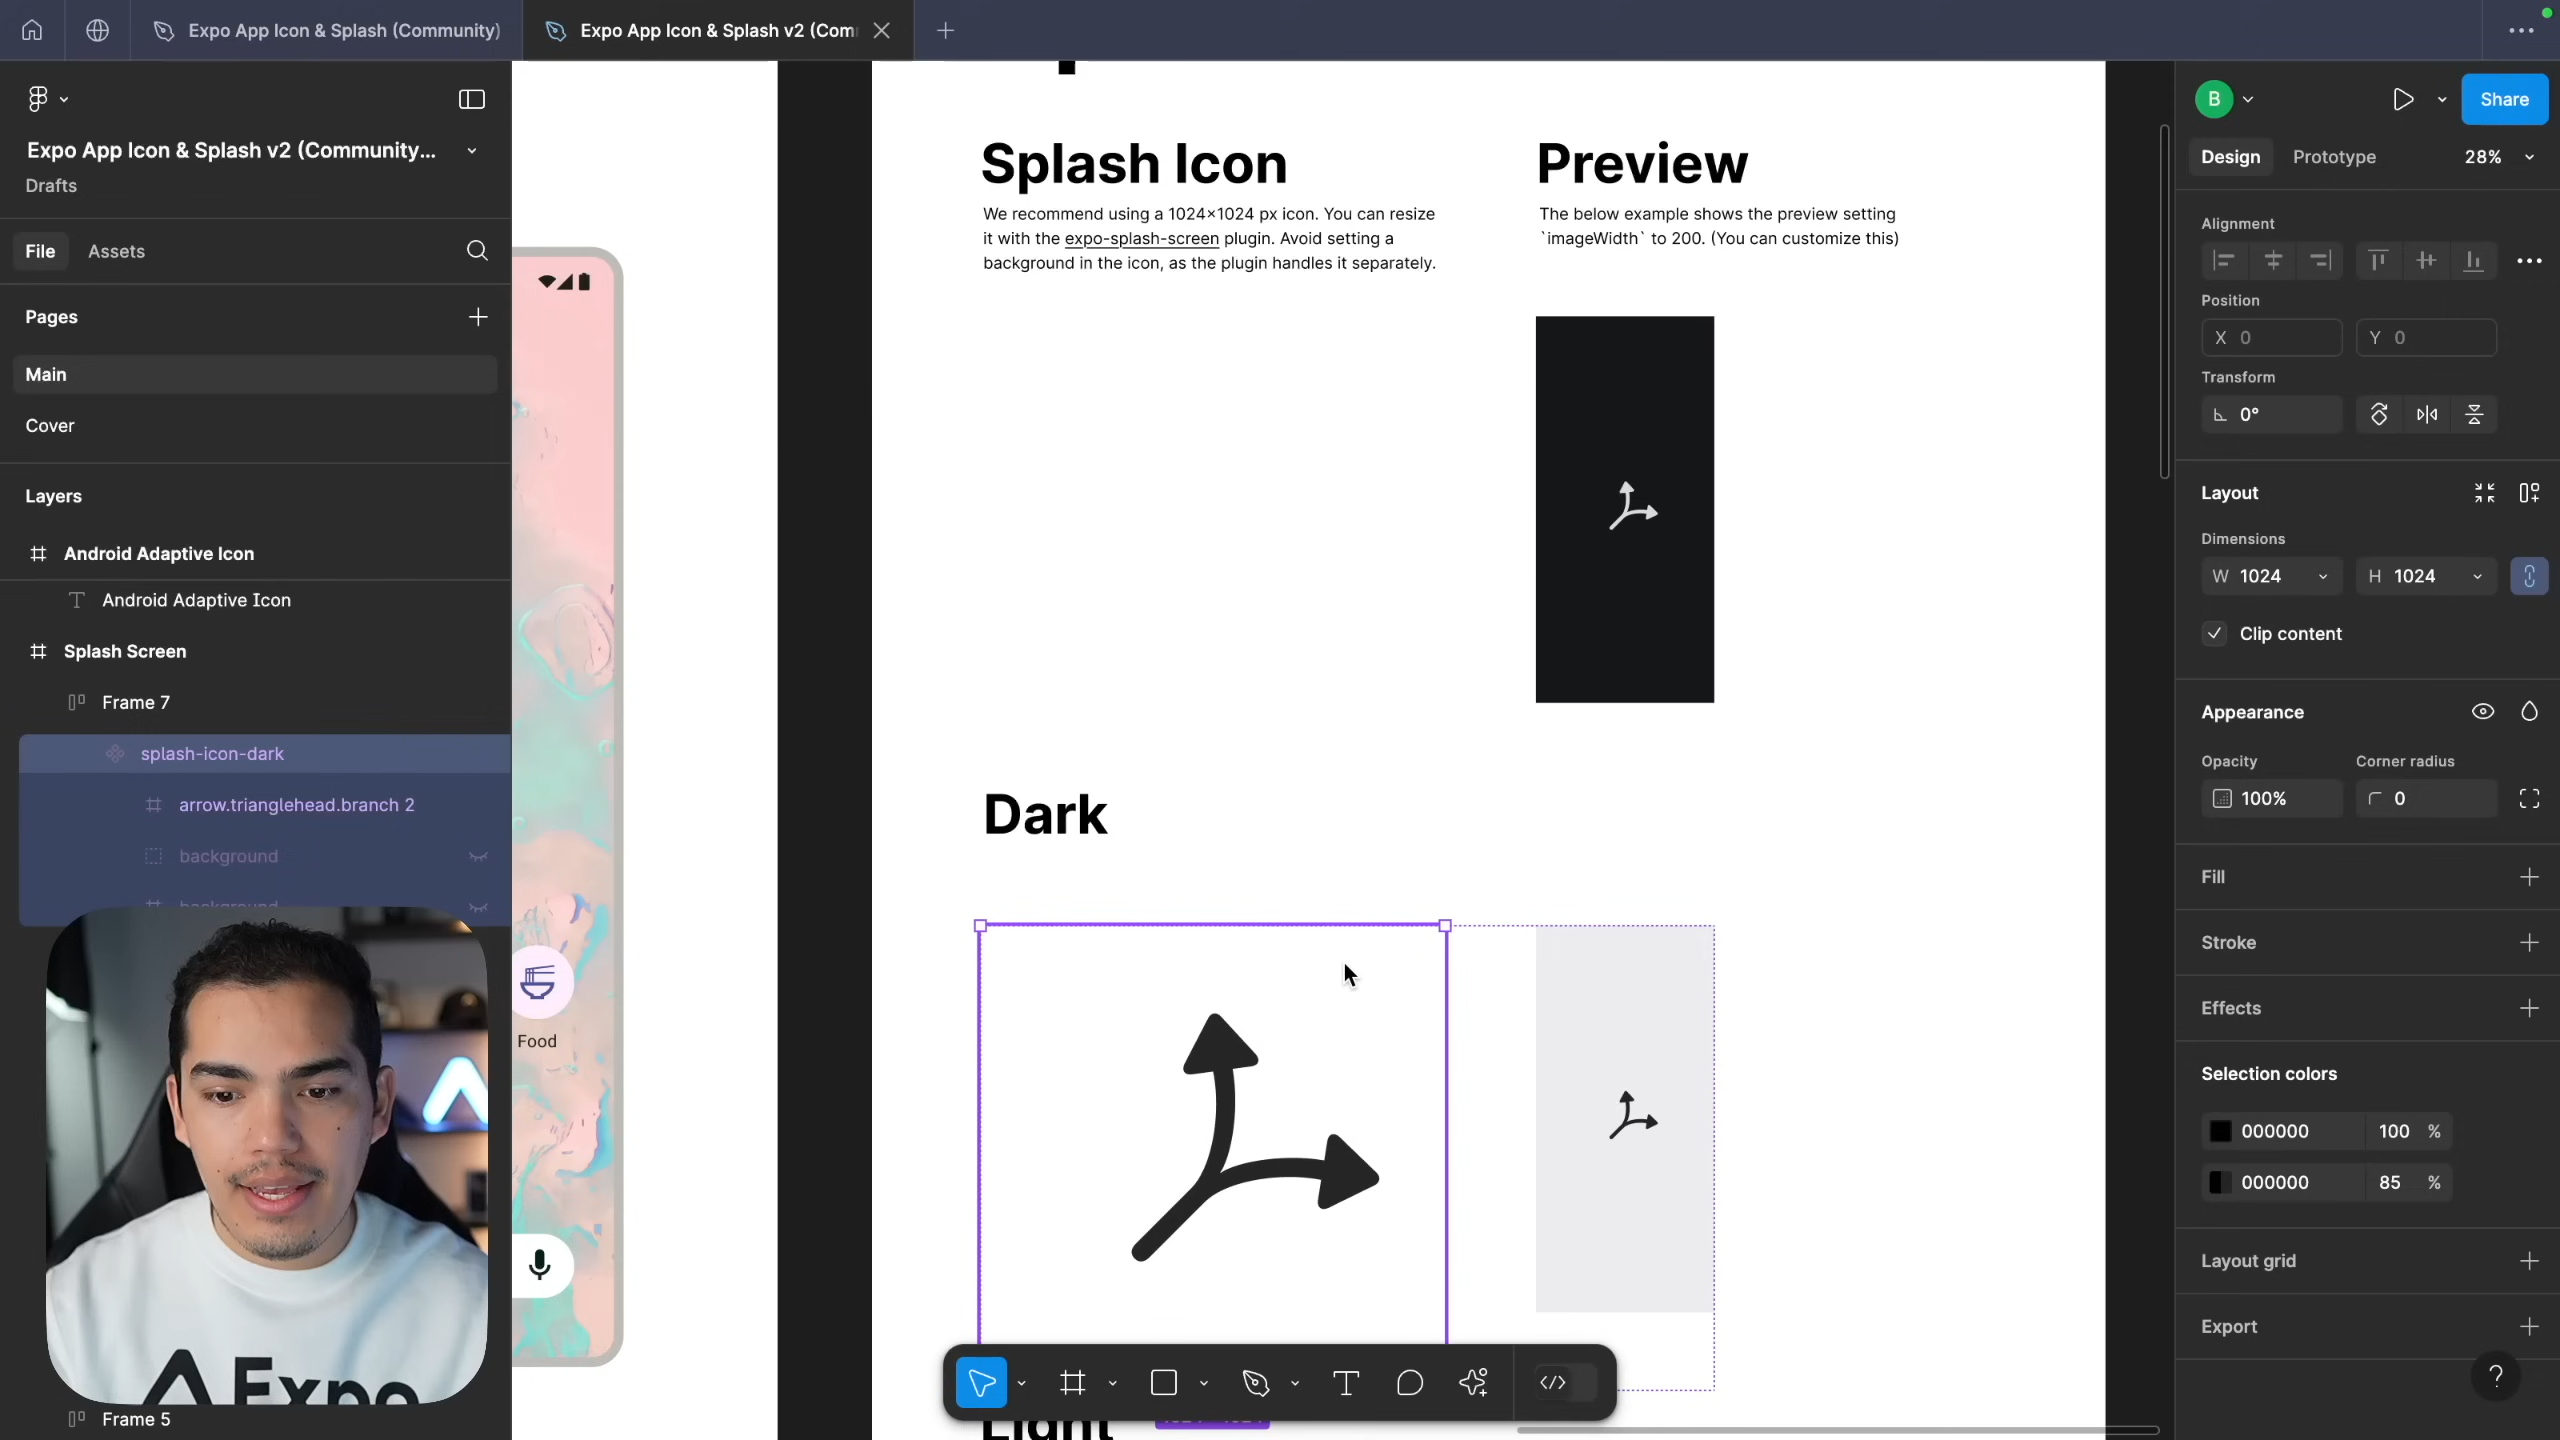 Expo App Icon & Splash (Community)
Expo App Icon & Splash v2 (Com
Expo App Icon & Splash v2 (Community...
Drafts
File
Assets
Pages
Main
Cover
Layers
Android Adaptive Icon
Android Adaptive Icon
Splash Screen
Frame 7
splash-icon-dark
arrow.trianglehead.branch 2
background
background
Frame 5
Expo
Food
Splash Icon
We recommend using a 1024×1024 px icon. You can resize
it with the expo-splash-screen plugin. Avoid setting a
background in the icon, as the plugin handles it separately.
Preview
The below example shows the preview setting
`imageWidth` to 200. (You can customize this)
Dark
Light
B
Share
Design
Prototype
28%
Alignment
Position
X 0
Y 0
Transform
0°
Layout
Dimensions
W 1024
H 1024
Clip content
Appearance
Opacity
Corner radius
100%
0
Fill
Stroke
Effects
Selection colors
000000 100 %
000000 85 %
Layout grid
Export
?